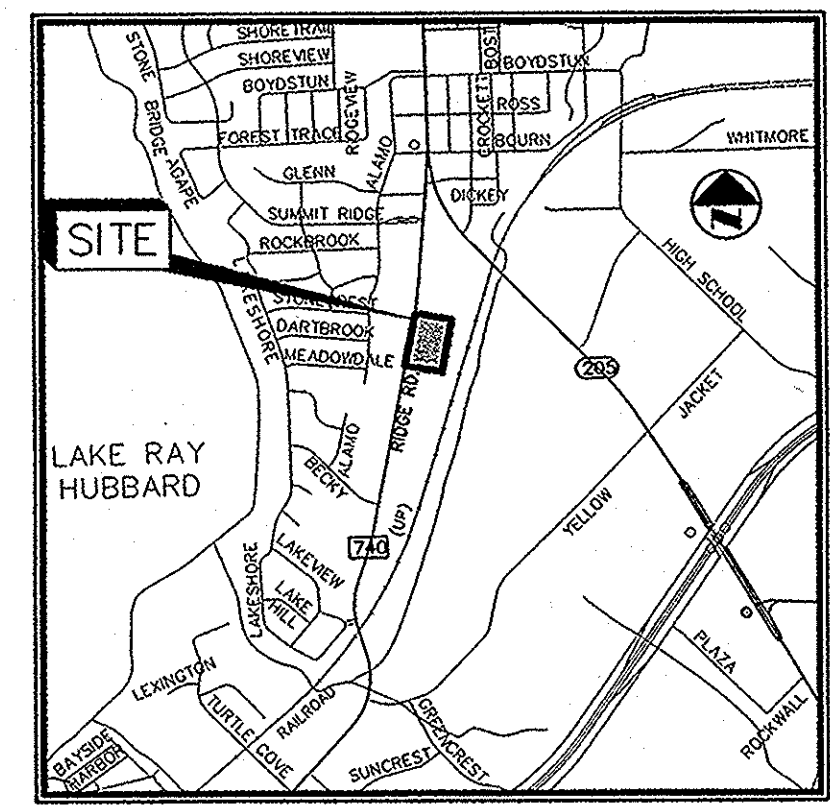 SHORETRAIL
SHOREVIEW
BOYDSTUN
STONE
BRIDGE AGAPE
RIDGEVIEW
FOREST TRACE
ALAMO
GLENN
SUMMIT RIDGE
ROCKBROOK
BOYDSTUN
ROSS
CROCKETT
BOURN
DICKEY
WHITMORE
N
SITE
LAKESHORE
DARTBROOK
MEADOWDALE
RIDGE RD.
HIGH SCHOOL
205
JACKET
YELLOW
LAKE RAY
HUBBARD
ALAMO
BECKY
(UP)
740
LAKESHORE
LAKEVIEW
LAKE
HILL
LEXINGTON
TURTLE COVE
RAILROAD
GREENCREST
SUNCREST
BAYSIDE
HARBOR
PLAZA
ROCKWALL